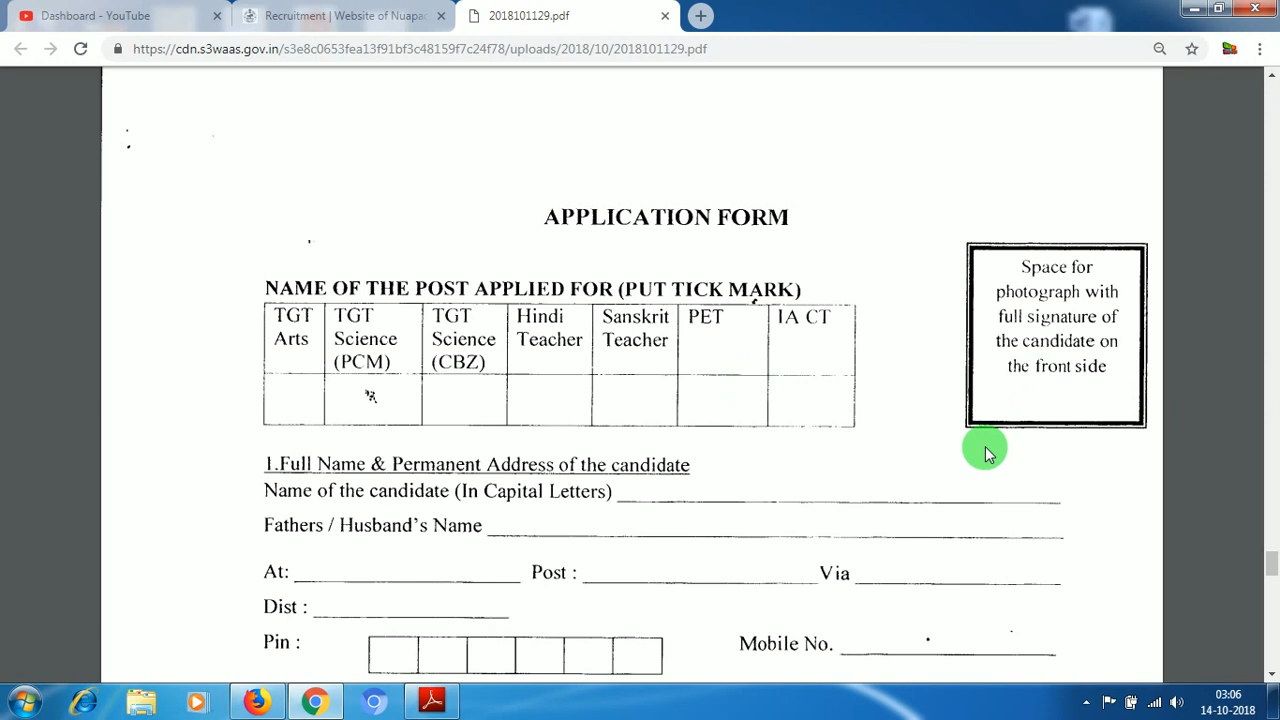 Dashboard - YouTube
Recruitment | Website of Nuapac
2018101129.pdf
https://cdn.s3waas.gov.in/s3e8c0653fea13f91bf3c48159f7c24f78/uploads/2018/10/2018101129.pdf
APPLICATION FORM
NAME OF THE POST APPLIED FOR (PUT TICK MARK)
TGT Arts
TGT Science (PCM)
TGT Science (CBZ)
Hindi Teacher
Sanskrit Teacher
PET
IA CT
Space for
photograph with
full signature of
the candidate on
the front side
1.Full Name & Permanent Address of the candidate
Name of the candidate (In Capital Letters)
Fathers / Husband's Name
At: Post : Via
Dist :
Pin : Mobile No.
03:06
14-10-2018